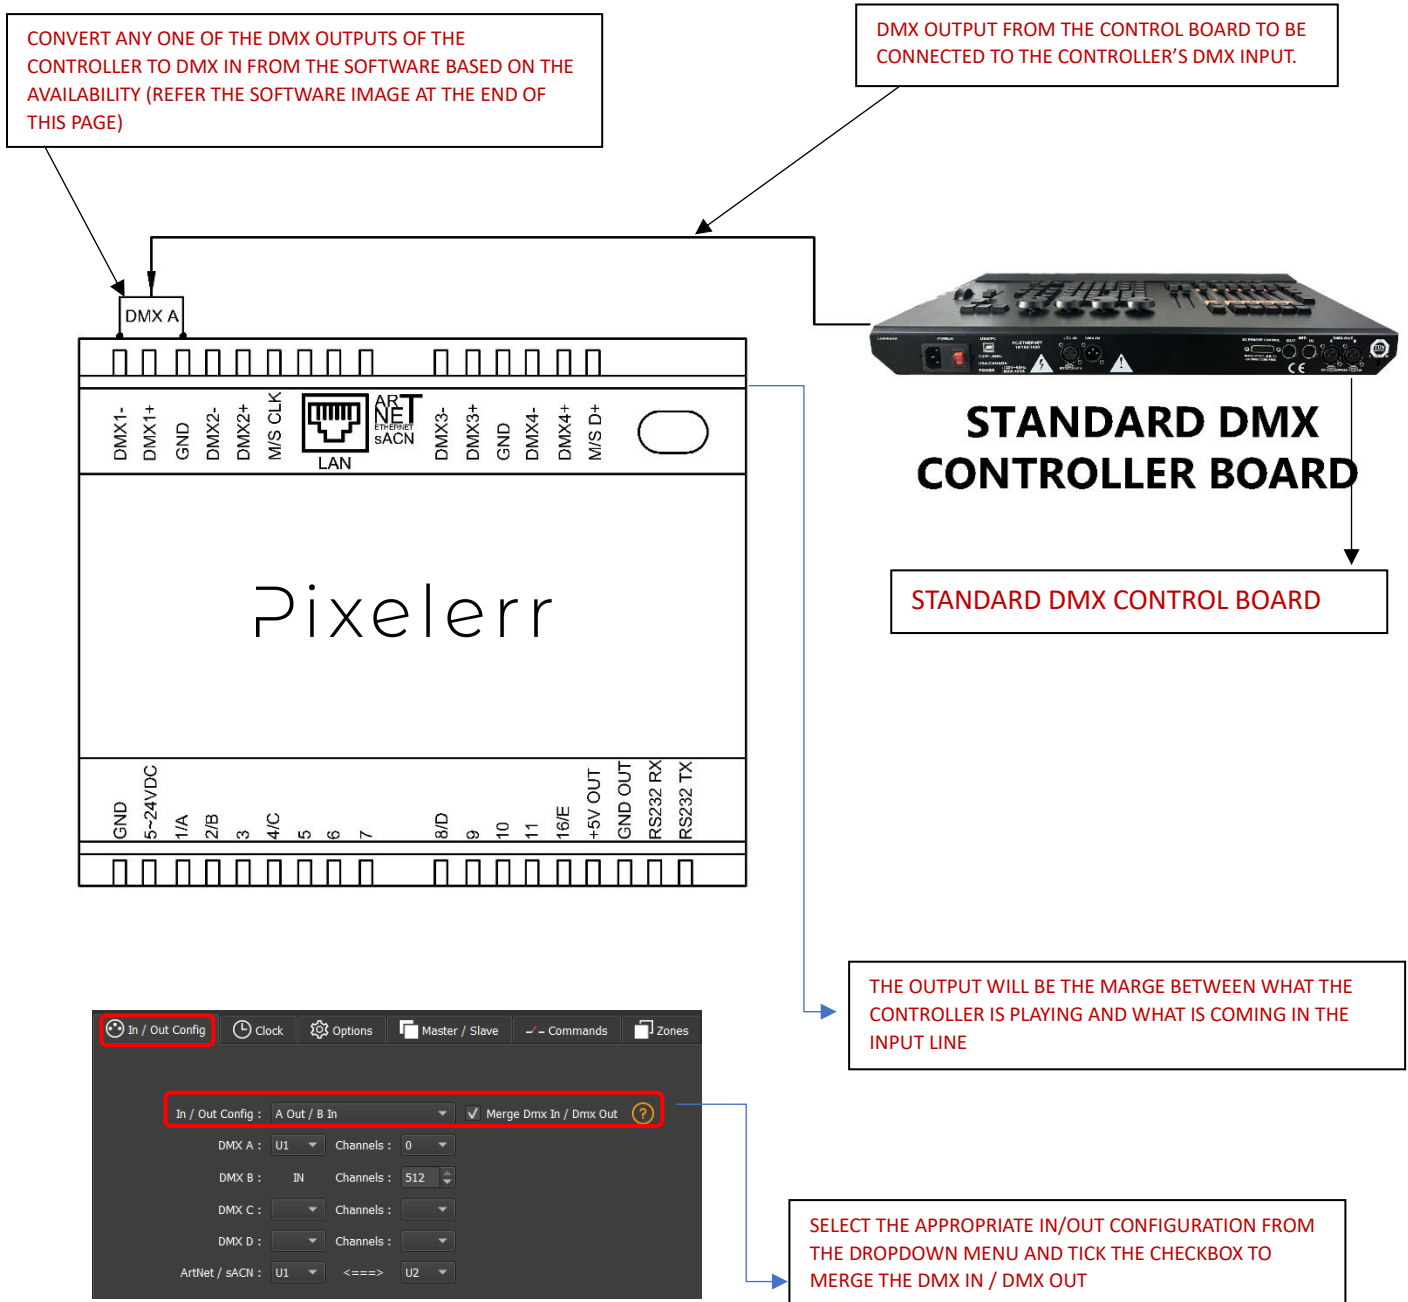 CONVERT ANY ONE OF THE DMX OUTPUTS OF THE
CONTROLLER TO DMX IN FROM THE SOFTWARE BASED ON THE
AVAILABILITY (REFER THE SOFTWARE IMAGE AT THE END OF
THIS PAGE)
DMX OUTPUT FROM THE CONTROL BOARD TO BE
CONNECTED TO THE CONTROLLER'S DMX INPUT.
DMX A
DMX1-
DMX1+
GND
DMX2-
DMX2+
M/S CLK
LAN
ART
NET
ETHERNET
sACN
DMX3-
DMX3+
GND
DMX4-
DMX4+
M/S D+
POWER
STANDARD DMX
CONTROLLER BOARD
STANDARD DMX CONTROL BOARD
Pixelerr
GND
5~24VDC
1/A
2/B
3
4/C
5
6
7
8/D
9
10
11
16/E
+5V OUT
GND OUT
RS232 RX
RS232 TX
THE OUTPUT WILL BE THE MARGE BETWEEN WHAT THE
CONTROLLER IS PLAYING AND WHAT IS COMING IN THE
INPUT LINE
In / Out Config Clock Options Master / Slave Commands Zones
In / Out Config : A Out / B In Merge Dmx In / Dmx Out ?
DMX A : U1 Channels : 0
DMX B : IN Channels : 512
DMX C : Channels :
DMX D : Channels :
ArtNet / sACN : U1 <===> U2
SELECT THE APPROPRIATE IN/OUT CONFIGURATION FROM
THE DROPDOWN MENU AND TICK THE CHECKBOX TO
MERGE THE DMX IN / DMX OUT